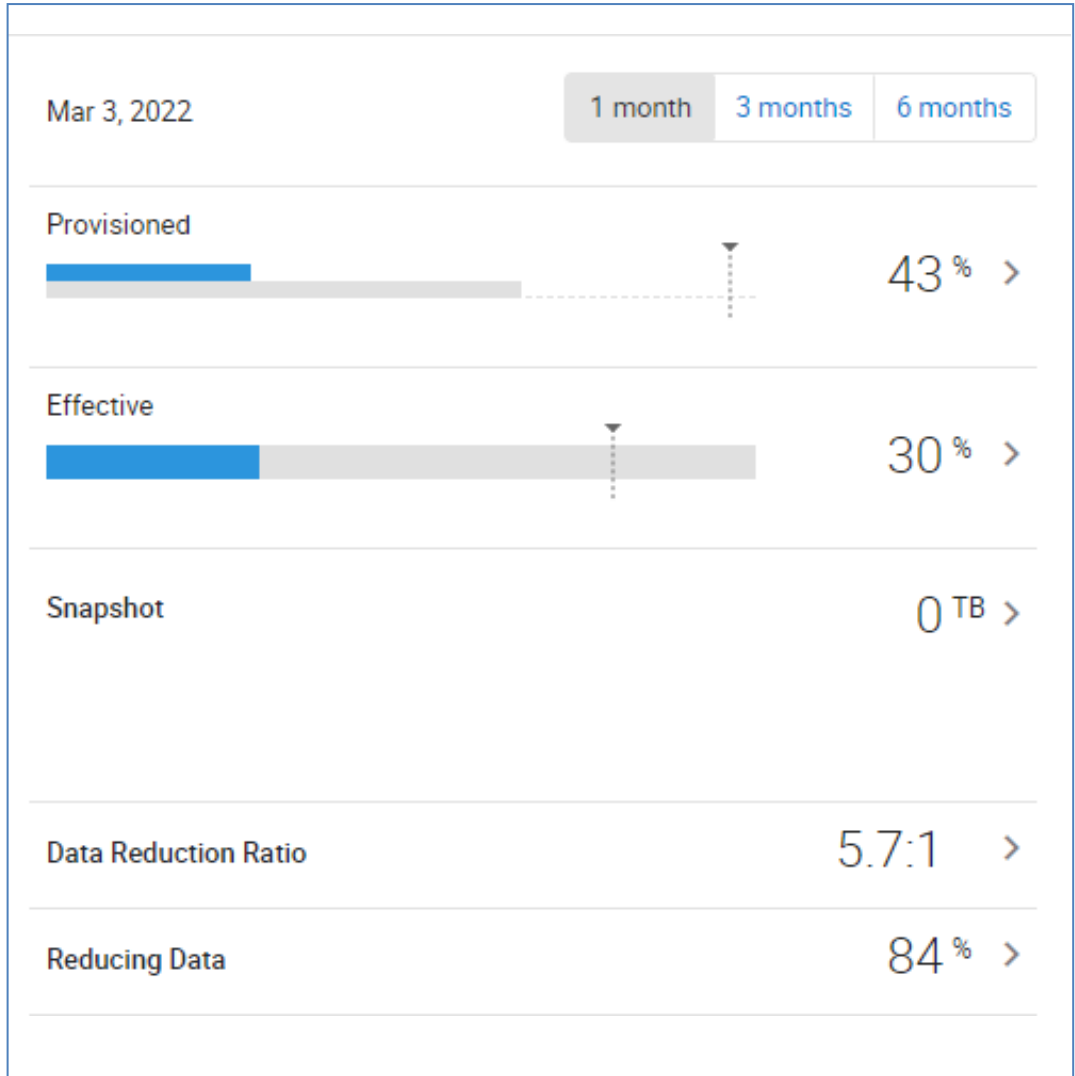 Mar 3, 2022 1 month 3 months 6 months
Provisioned
43 %
Effective
30 %
Snapshot 0 TB
Data Reduction Ratio 5.7:1
Reducing Data 84 %